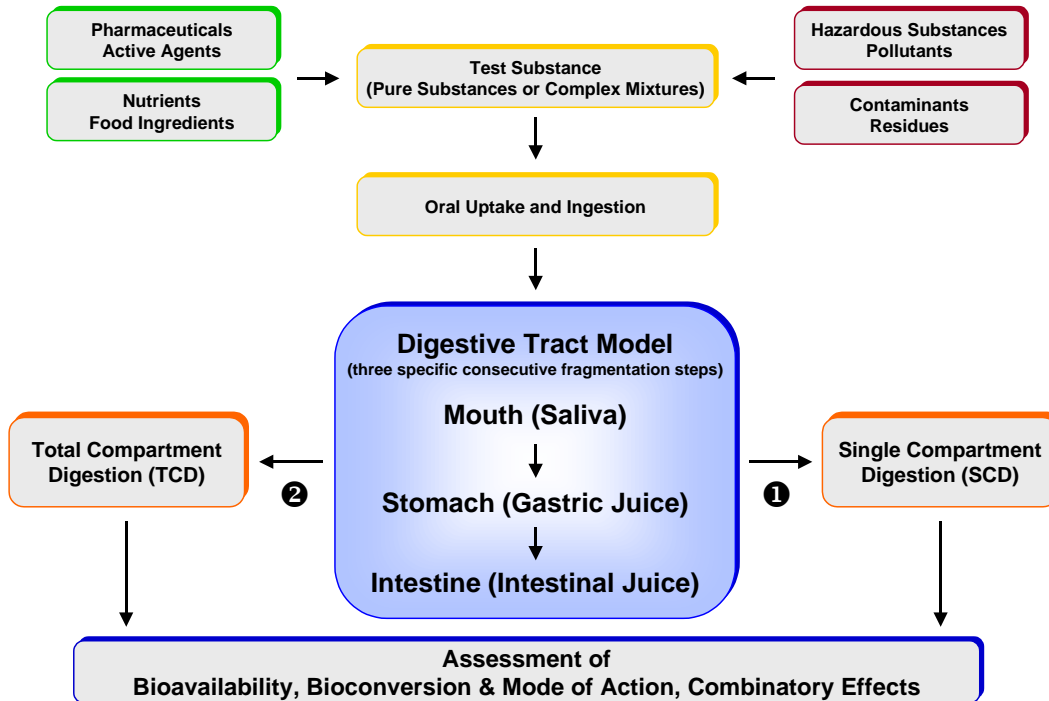 Pharmaceuticals
Active Agents
Nutrients
Food Ingredients
Test Substance
(Pure Substances or Complex Mixtures)
Hazardous Substances
Pollutants
Contaminants
Residues
Oral Uptake and Ingestion
Digestive Tract Model
(three specific consecutive fragmentation steps)
Mouth (Saliva)
Stomach (Gastric Juice)
Intestine (Intestinal Juice)
Total Compartment
Digestion (TCD)
❷
Single Compartment
Digestion (SCD)
❶
Assessment of
Bioavailability, Bioconversion & Mode of Action, Combinatory Effects